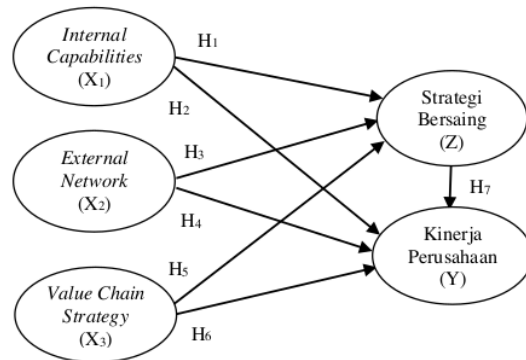 Internal
Capabilities
(X1)
H1
H2
Strategi
Bersaing
(Z)
External
Network
(X2)
H3
H4
H7
Kinerja
Perusahaan
(Y)
H5
Value Chain
Strategy
(X3)
H6